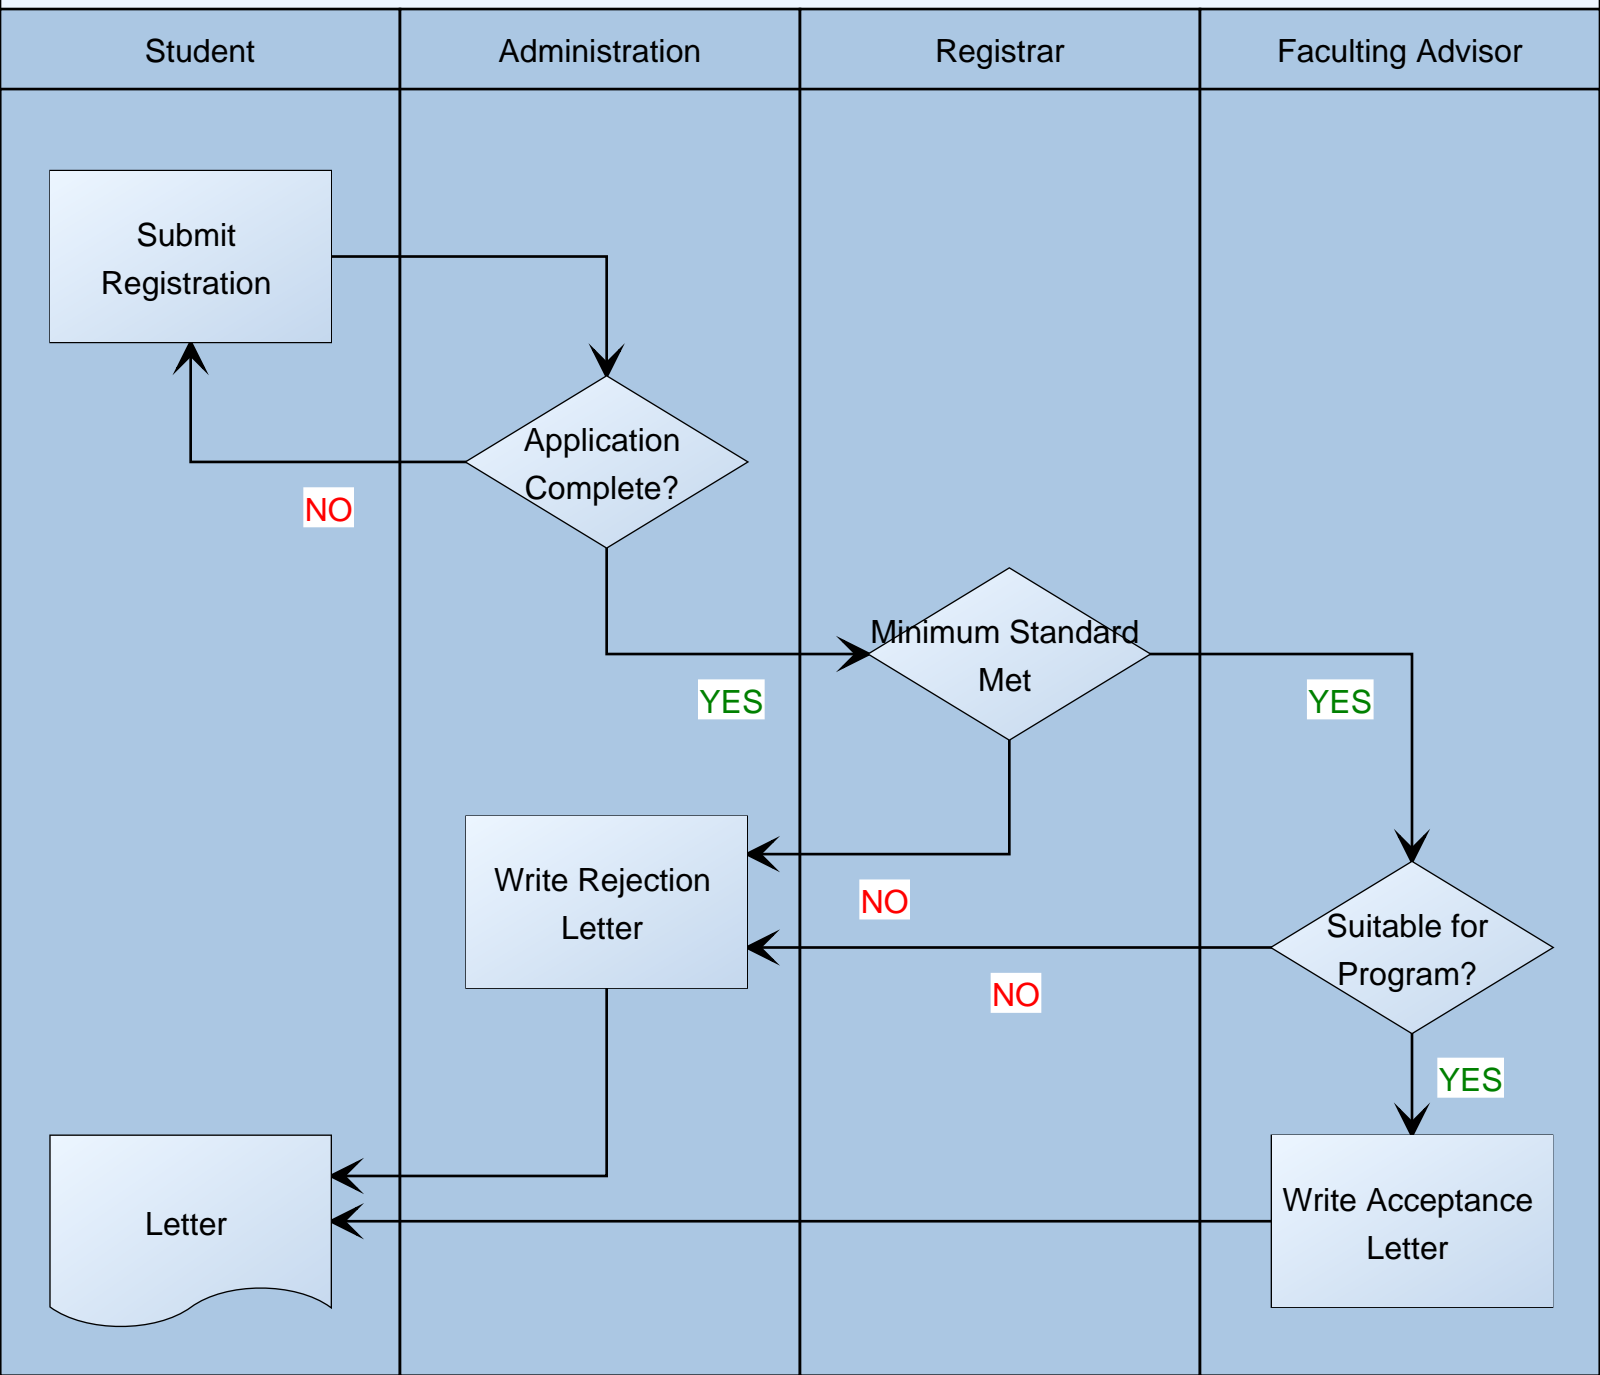 Student
Administration
Registrar
Faculting Advisor
Submit
Registration
Application
Complete?
NO
YES
Minimum Standard
Met
YES
Write Rejection
Letter
NO
NO
Suitable for
Program?
YES
Letter
Write Acceptance
Letter